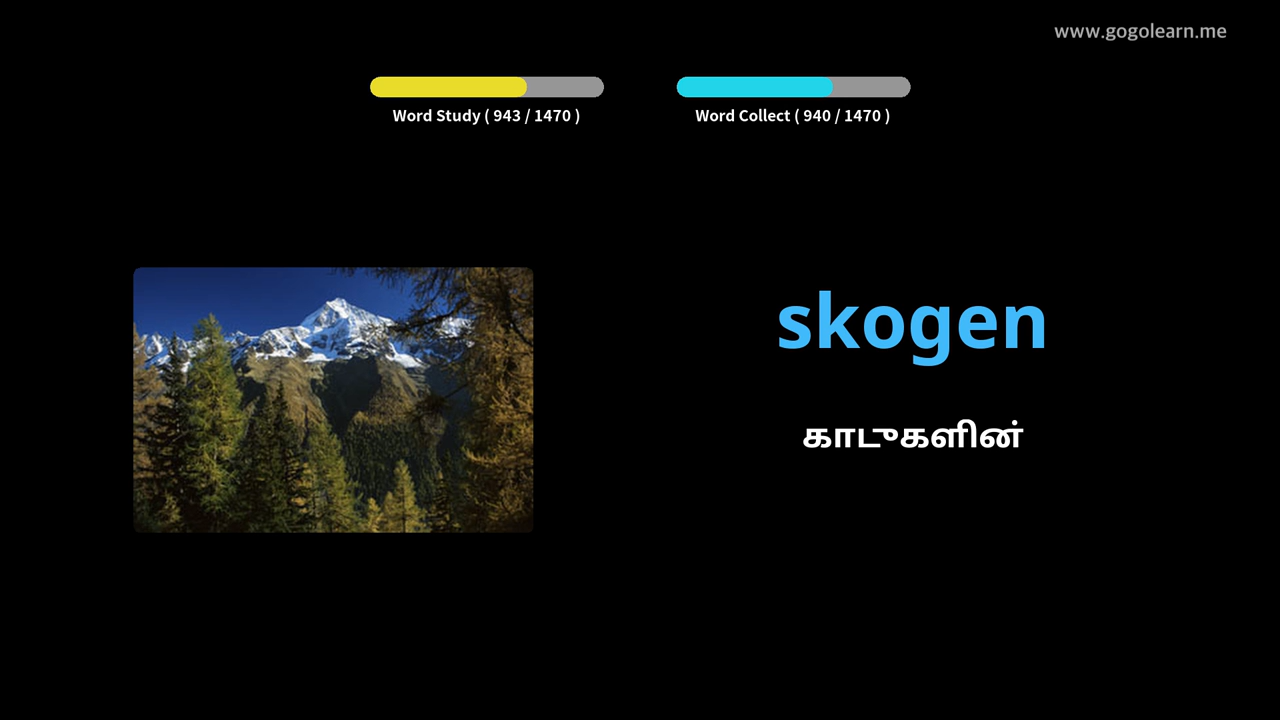 www.gogolearn.me
Word Study ( 943 / 1470 )
Word Collect ( 940 / 1470 )
skogen
காடுகளின்